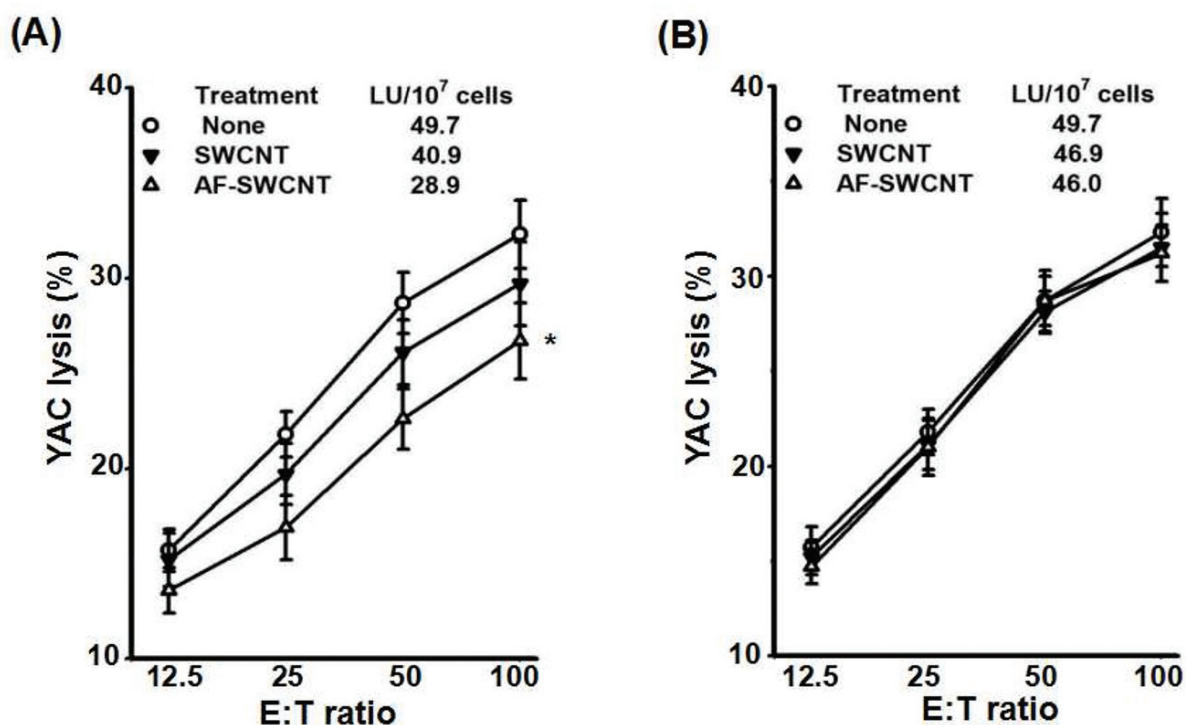 (A)
40
Treatment LU/10⁷ cells
None 49.7
SWCNT 40.9
AF-SWCNT 28.9
30
*
20
10
YAC lysis (%)
12.5 25 50 100
E:T ratio
(B)
40
Treatment LU/10⁷ cells
None 49.7
SWCNT 46.9
AF-SWCNT 46.0
30
20
10
YAC lysis (%)
12.5 25 50 100
E:T ratio